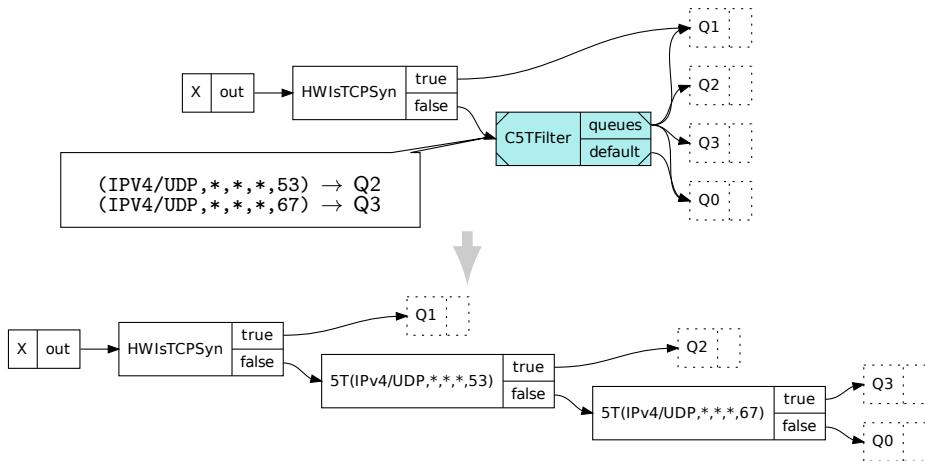 Q1
X out
HWIsTCPSyn
true
false
Q2
C5TFilter
queues
default
Q3
(IPV4/UDP,*,*,*,53) → Q2
(IPV4/UDP,*,*,*,67) → Q3
Q0
Q1
X out
HWIsTCPSyn
true
false
Q2
5T(IPv4/UDP,*,*,*,53)
true
false
Q3
5T(IPv4/UDP,*,*,*,67)
true
false
Q0